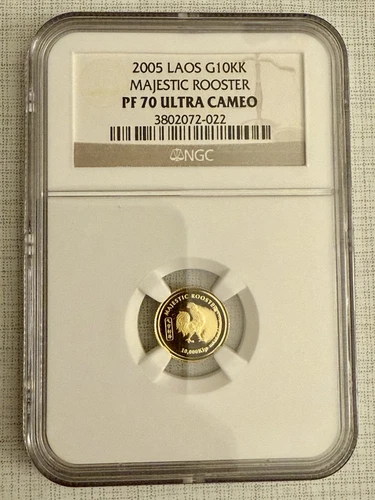 2005 LAOS G10KK
MAJESTIC ROOSTER
PF 70 ULTRA CAMEO
3802072-022
NGC
MAJESTIC ROOSTER
10,000Kip